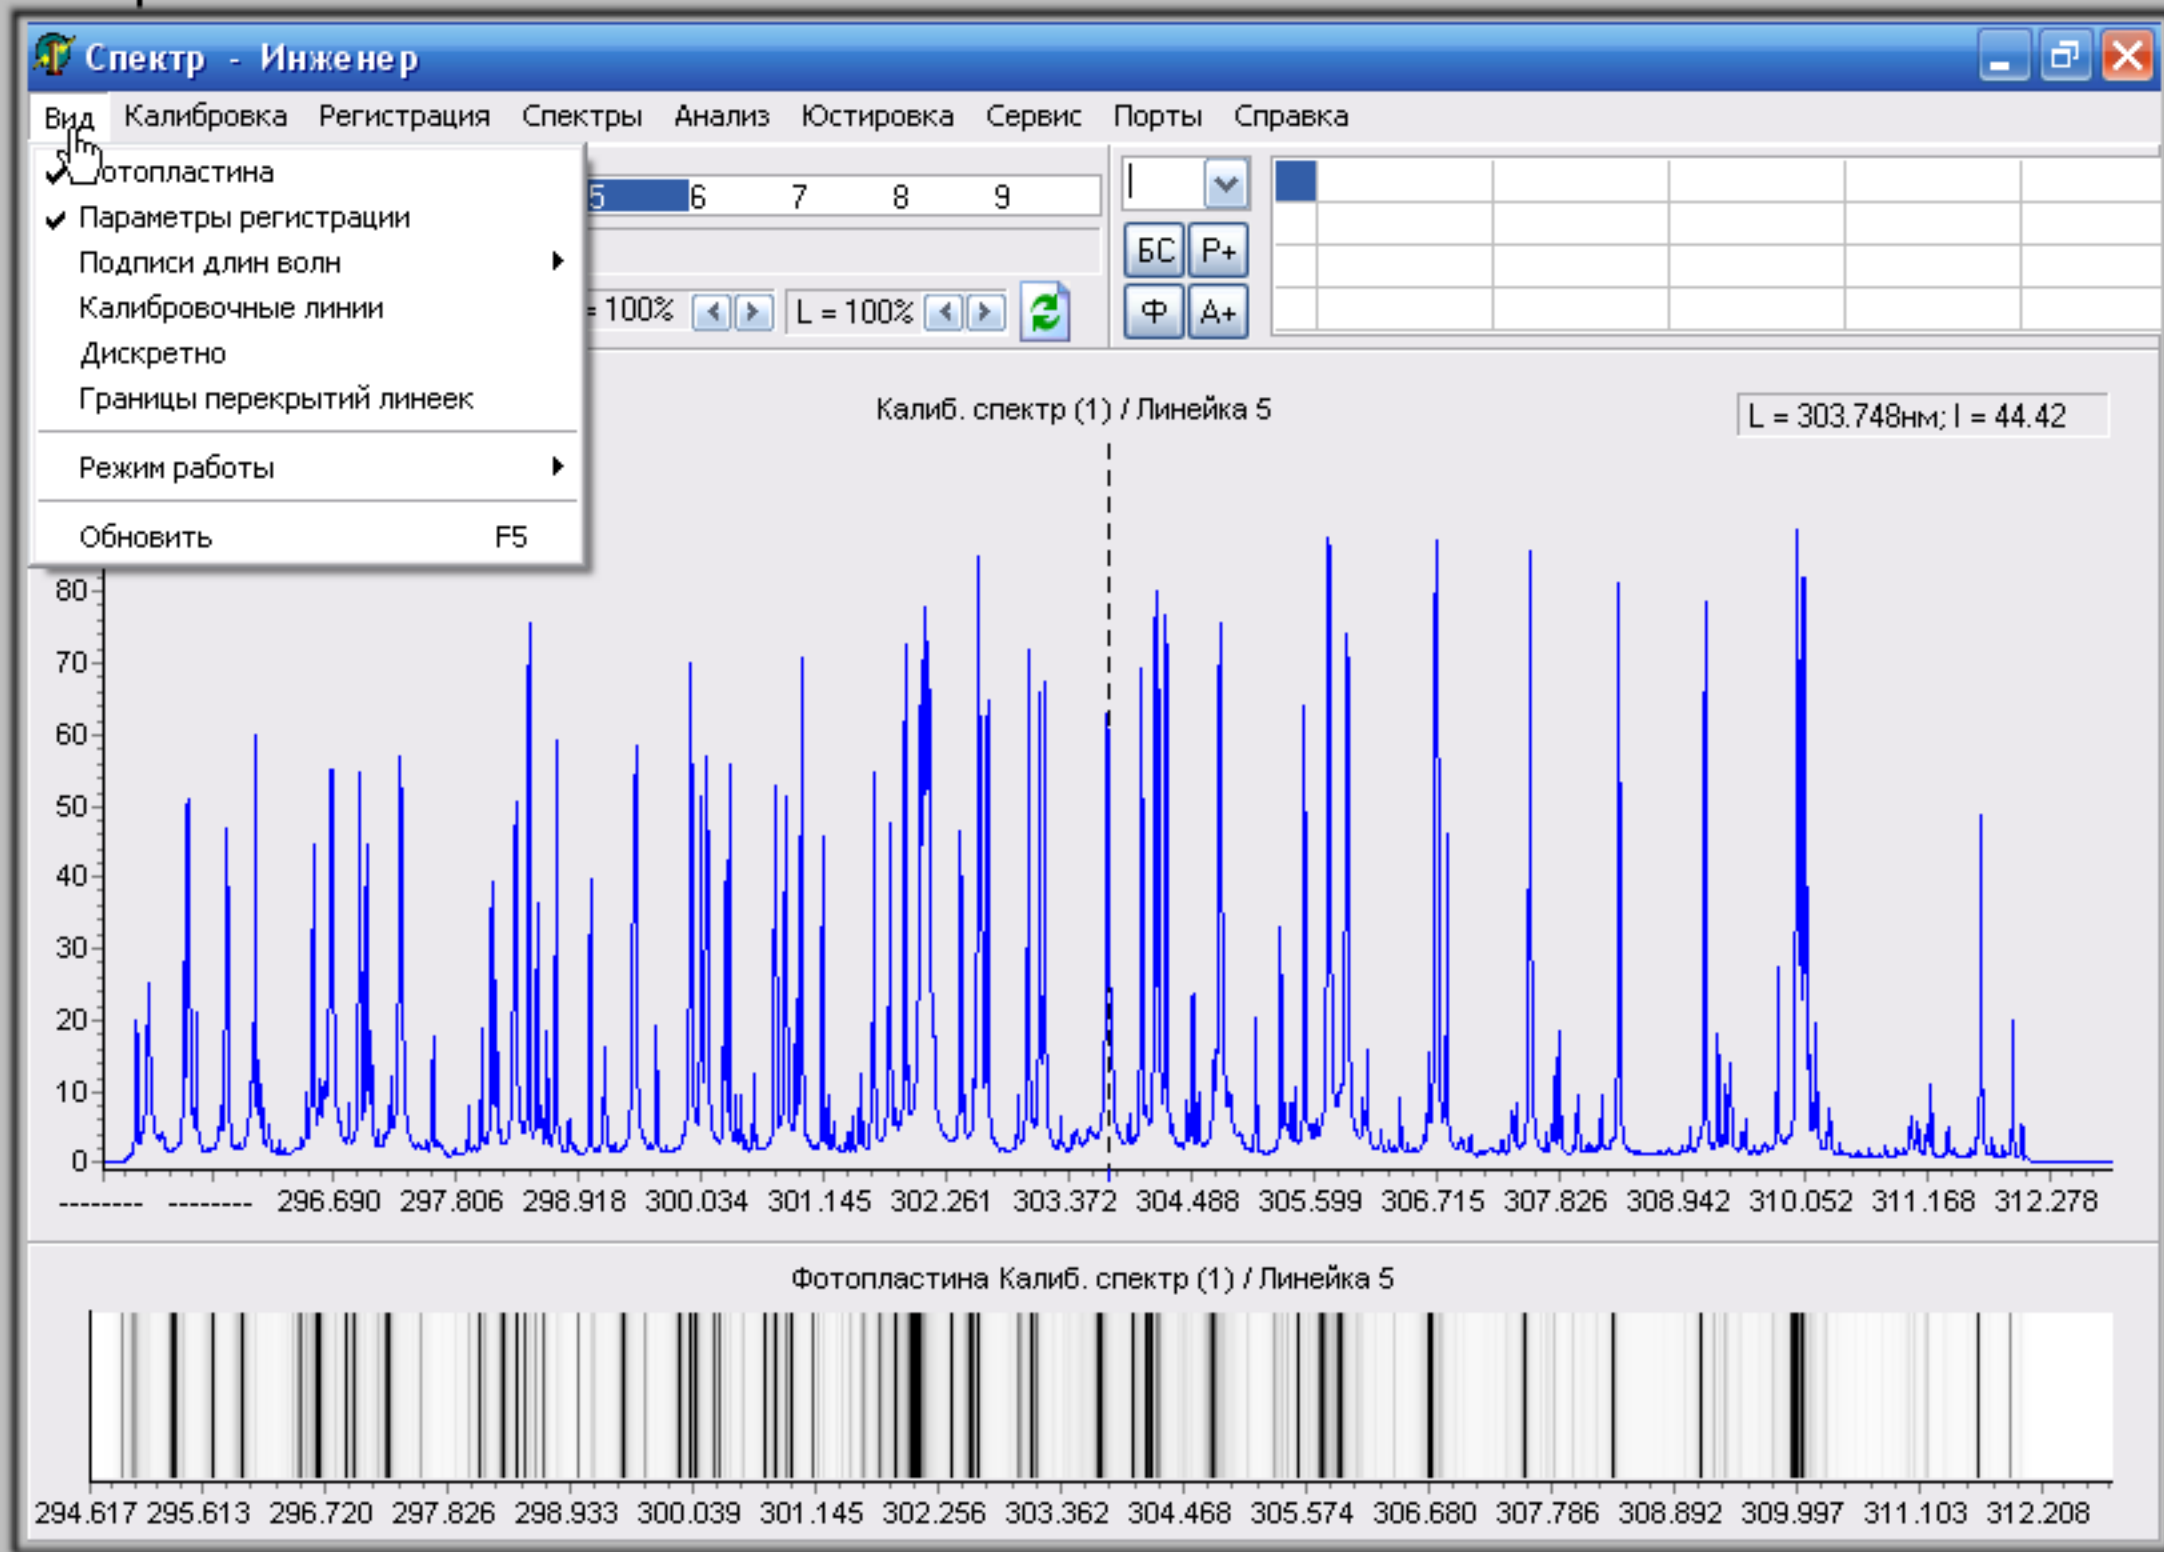 Спектр - Инженер
Вид Калибровка Регистрация Спектры Анализ Юстировка Сервис Порты Справка
отопластина
Параметры регистрации
Подписи длин волн
Калибровочные линии
Дискретно
Границы перекрытий линеек
Режим работы
Обновить F5
5 6 7 8 9
= 100% L = 100%
БС Р+
Ф А+
Калиб. спектр (1) / Линейка 5
L = 303.748нм; I = 44.42
80
70
60
50
40
30
20
10
0
-------- -------- 296.690 297.806 298.918 300.034 301.145 302.261 303.372 304.488 305.599 306.715 307.826 308.942 310.052 311.168 312.278
Фотопластина Калиб. спектр (1) / Линейка 5
294.617 295.613 296.720 297.826 298.933 300.039 301.145 302.256 303.362 304.468 305.574 306.680 307.786 308.892 309.997 311.103 312.208